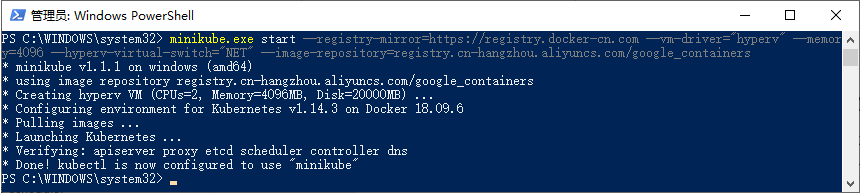 管理员: Windows PowerShell
PS C:\WINDOWS\system32> minikube.exe start --registry-mirror=https://registry.docker-cn.com --vm-driver="hyperv" --memor
y=4096 --hyperv-virtual-switch="NET" --image-repository=registry.cn-hangzhou.aliyuncs.com/google_containers
* minikube v1.1.1 on windows (amd64)
* using image repository registry.cn-hangzhou.aliyuncs.com/google_containers
* Creating hyperv VM (CPUs=2, Memory=4096MB, Disk=20000MB) ...
* Configuring environment for Kubernetes v1.14.3 on Docker 18.09.6
* Pulling images ...
* Launching Kubernetes ...
* Verifying: apiserver proxy etcd scheduler controller dns
* Done! kubectl is now configured to use "minikube"
PS C:\WINDOWS\system32>